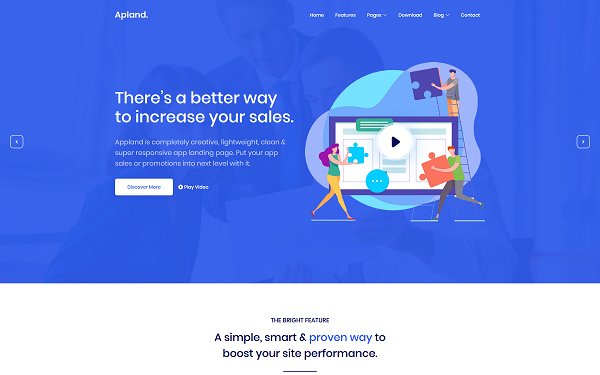 Apland.
Home Features Pages Download Blog Contact
There's a better way
to increase your sales.
Appland is completely creative, lightweight, clean &
super responsive app landing page. Put your app
sales or promotions into next level with it.
Discover More Play Video
THE BRIGHT FEATURE
A simple, smart & proven way to
boost your site performance.